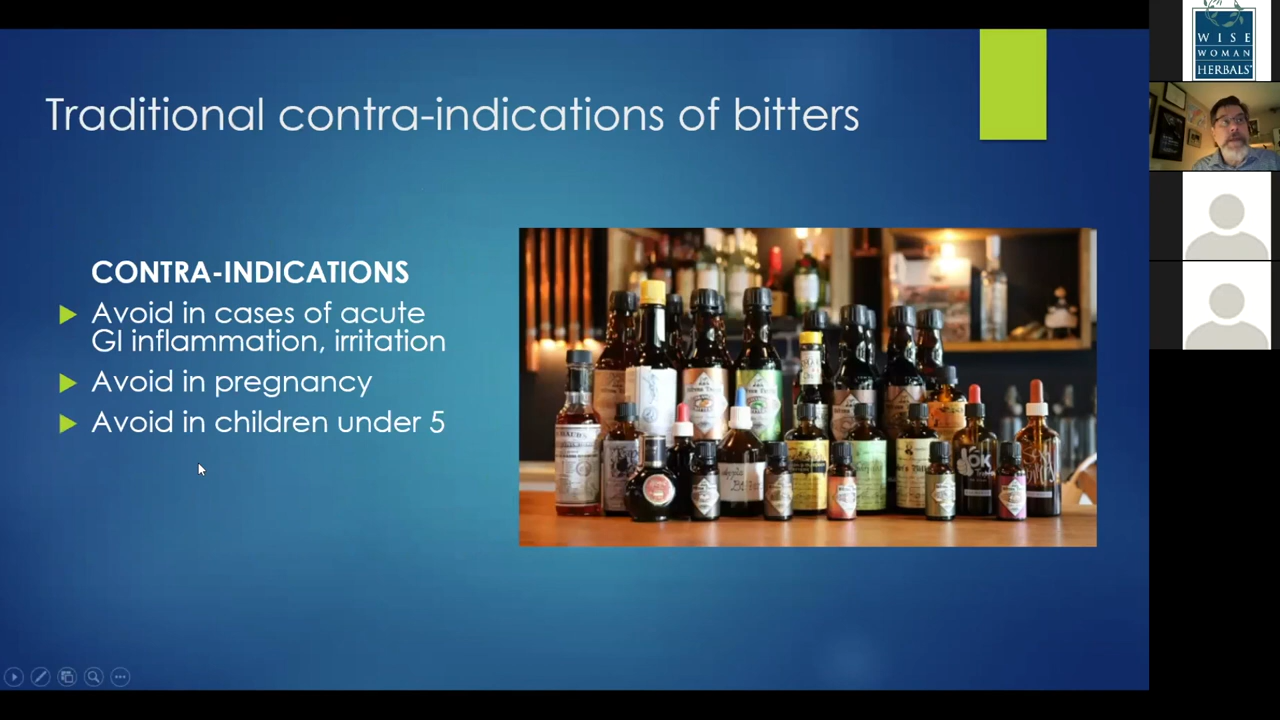 Traditional contra-indications of bitters
CONTRA-INDICATIONS
Avoid in cases of acute
GI inflammation, irritation
Avoid in pregnancy
Avoid in children under 5
WISE
WOMAN
HERBALS